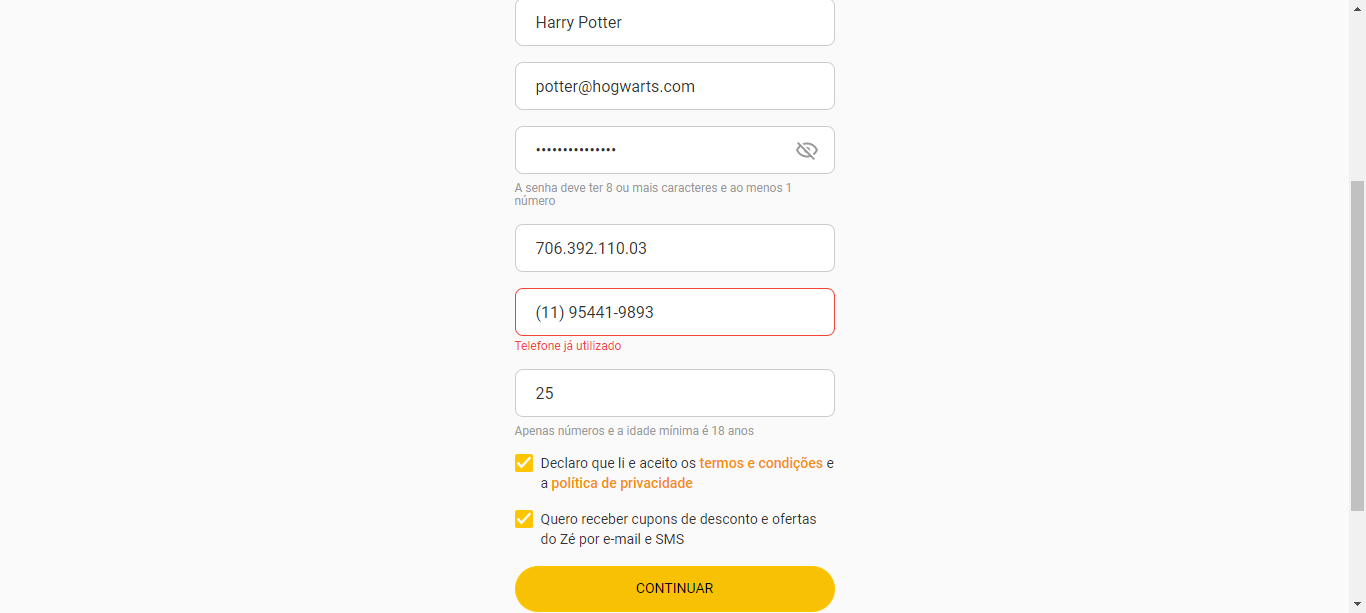 Harry Potter
potter@hogwarts.com
•••••••••••••••
A senha deve ter 8 ou mais caracteres e ao menos 1
número
706.392.110.03
(11) 95441-9893
Telefone já utilizado
25
Apenas números e a idade mínima é 18 anos
Declaro que li e aceito os termos e condições e
a política de privacidade
Quero receber cupons de desconto e ofertas
do Zé por e-mail e SMS
CONTINUAR